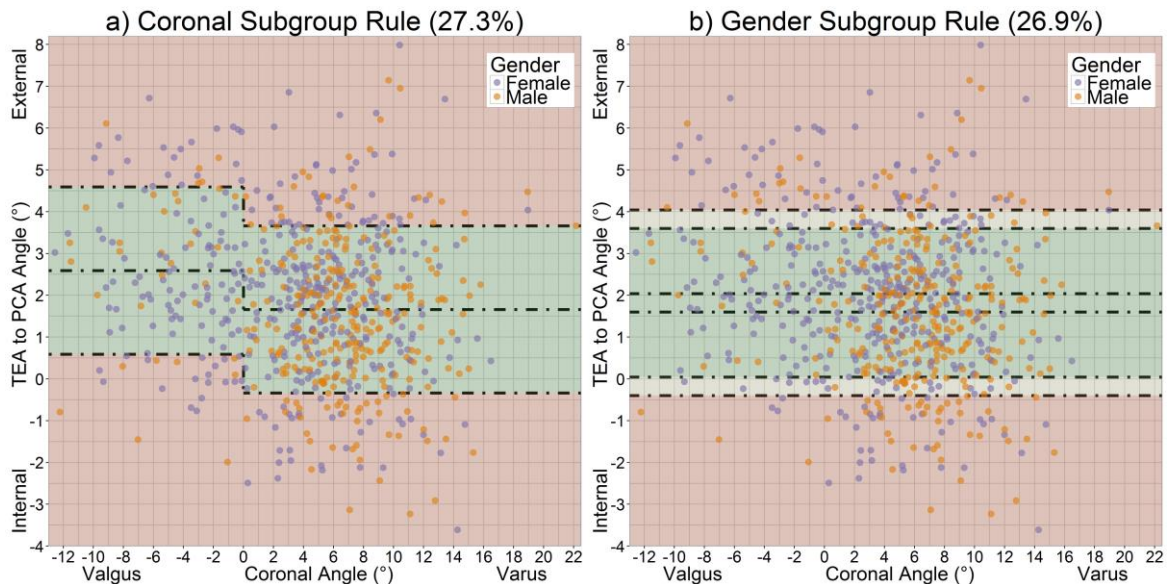 a) Coronal Subgroup Rule (27.3%)
External
TEA to PCA Angle (°)
Internal
8
7
6
5
4
3
2
1
0
-1
-2
-3
-4
Gender
Female
Male
-12 -10 -8 -6 -4 -2 0 2 4 6 8 10 12 14 16 18 20 22
Valgus Coronal Angle (°) Varus
b) Gender Subgroup Rule (26.9%)
External
TEA to PCA Angle (°)
Internal
8
7
6
5
4
3
2
1
0
-1
-2
-3
-4
Gender
Female
Male
-12 -10 -8 -6 -4 -2 0 2 4 6 8 10 12 14 16 18 20 22
Valgus Coronal Angle (°) Varus